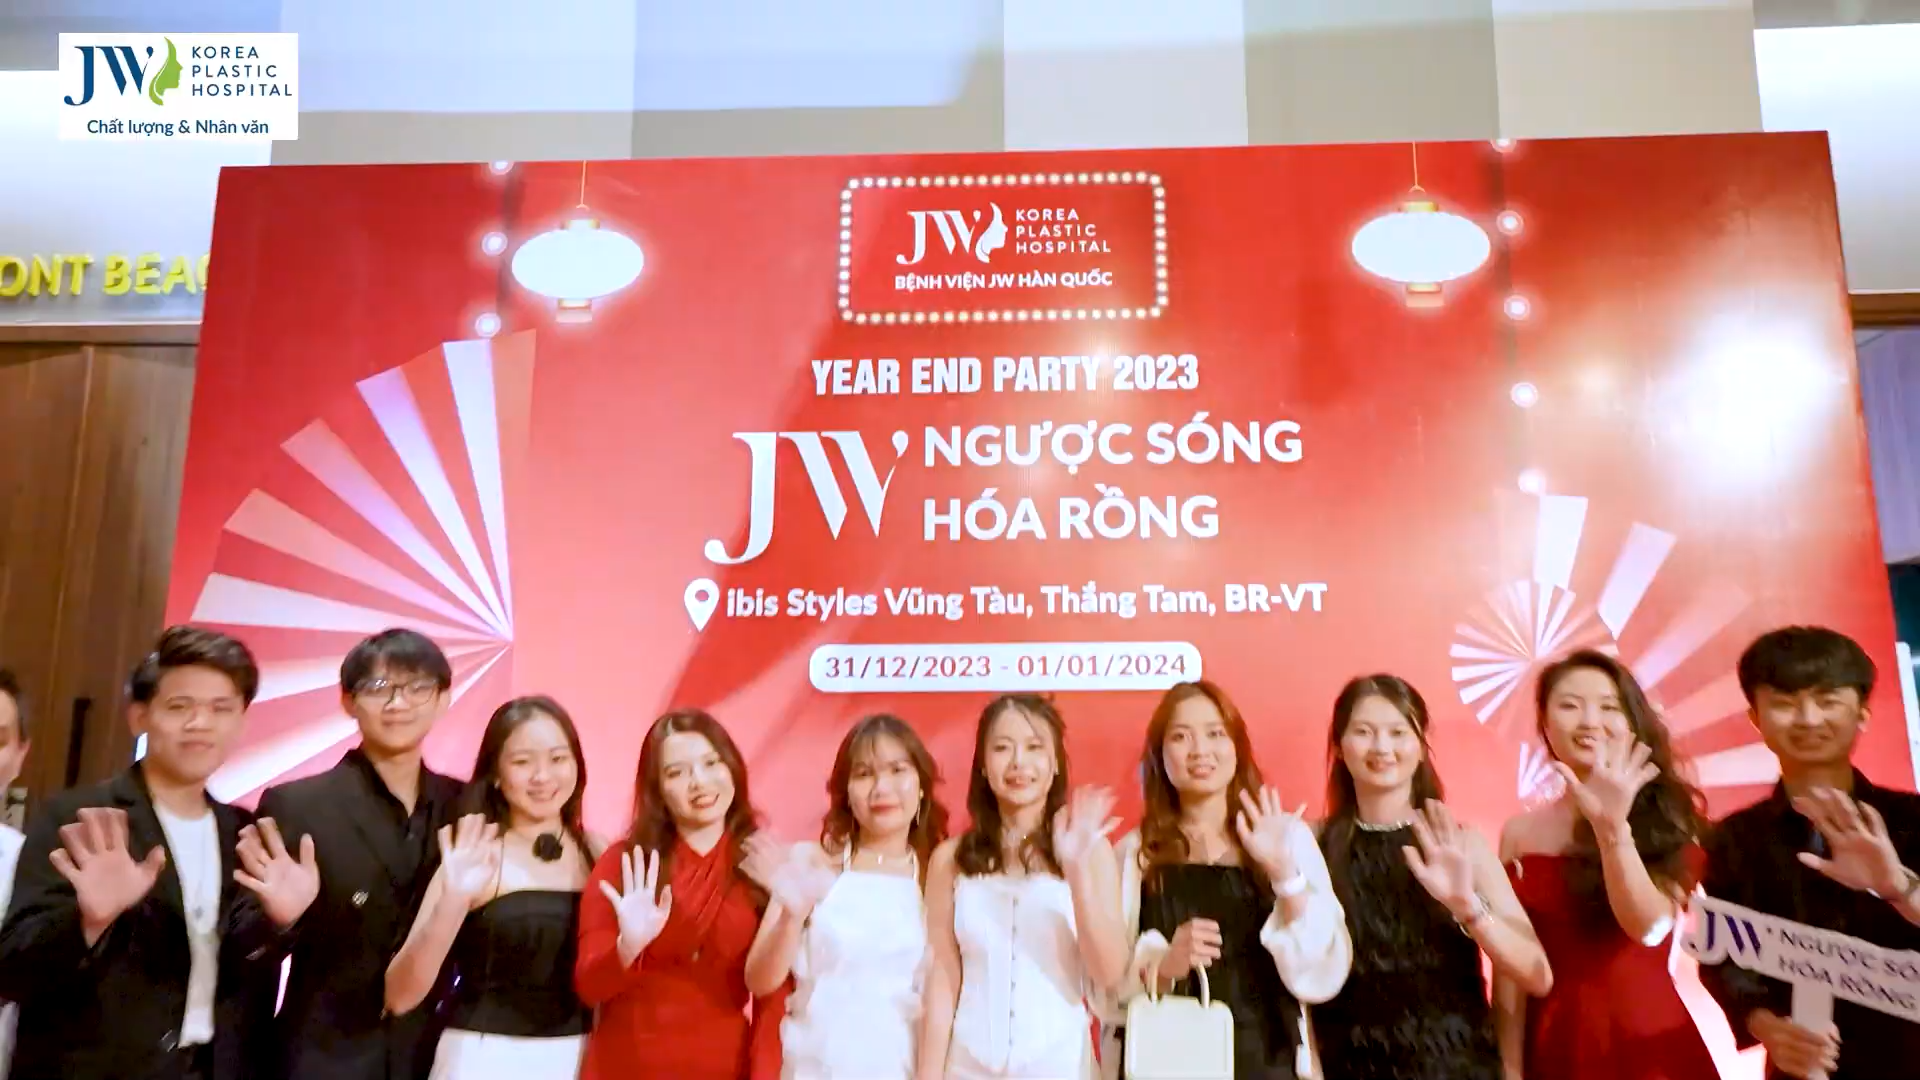 JW KOREA
PLASTIC
HOSPITAL
Chất lượng & Nhân văn
ONT BEAC
JW KOREA
PLASTIC
HOSPITAL
BỆNH VIỆN JW HÀN QUỐC
YEAR END PARTY 2023
JW NGƯỢC SÓNG
HÓA RỒNG
ibis Styles Vũng Tàu, Thắng Tam, BR-VT
31/12/2023 - 01/01/2024
JW NGƯỢC SÓ
HÓA RỒNG